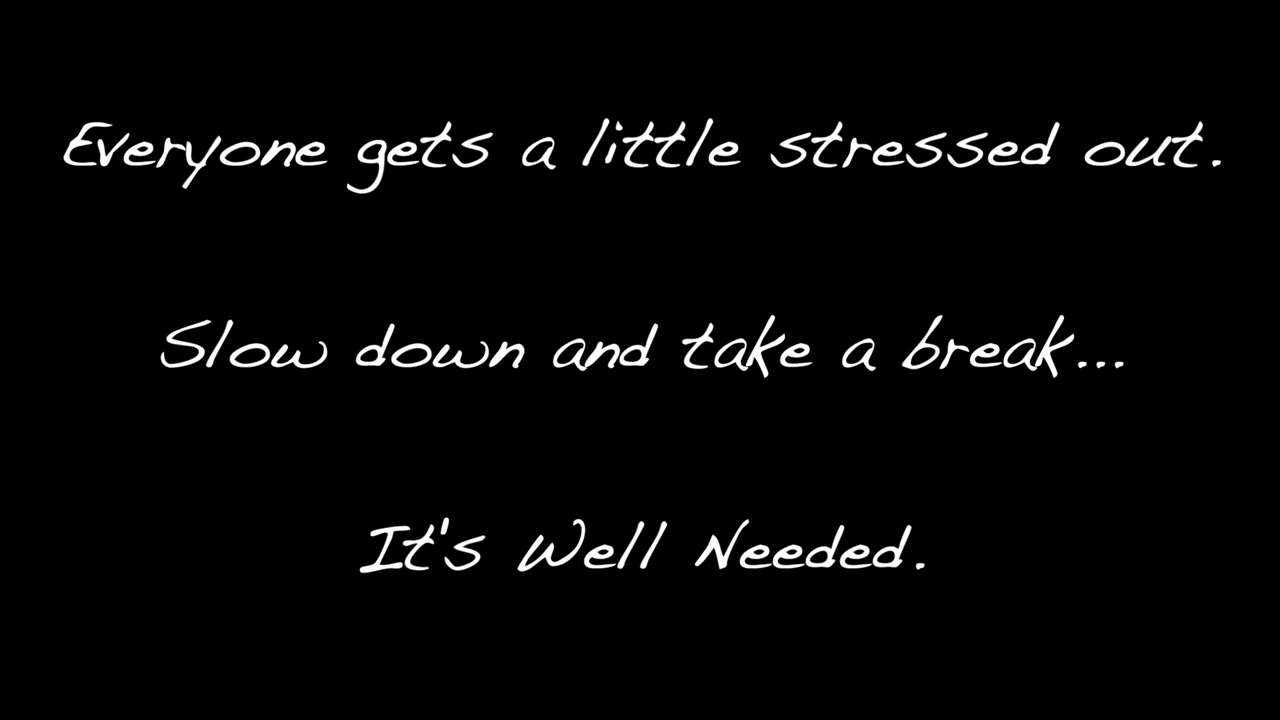 Everyone gets a little stressed out.
Slow down and take a break...
It's Well Needed.